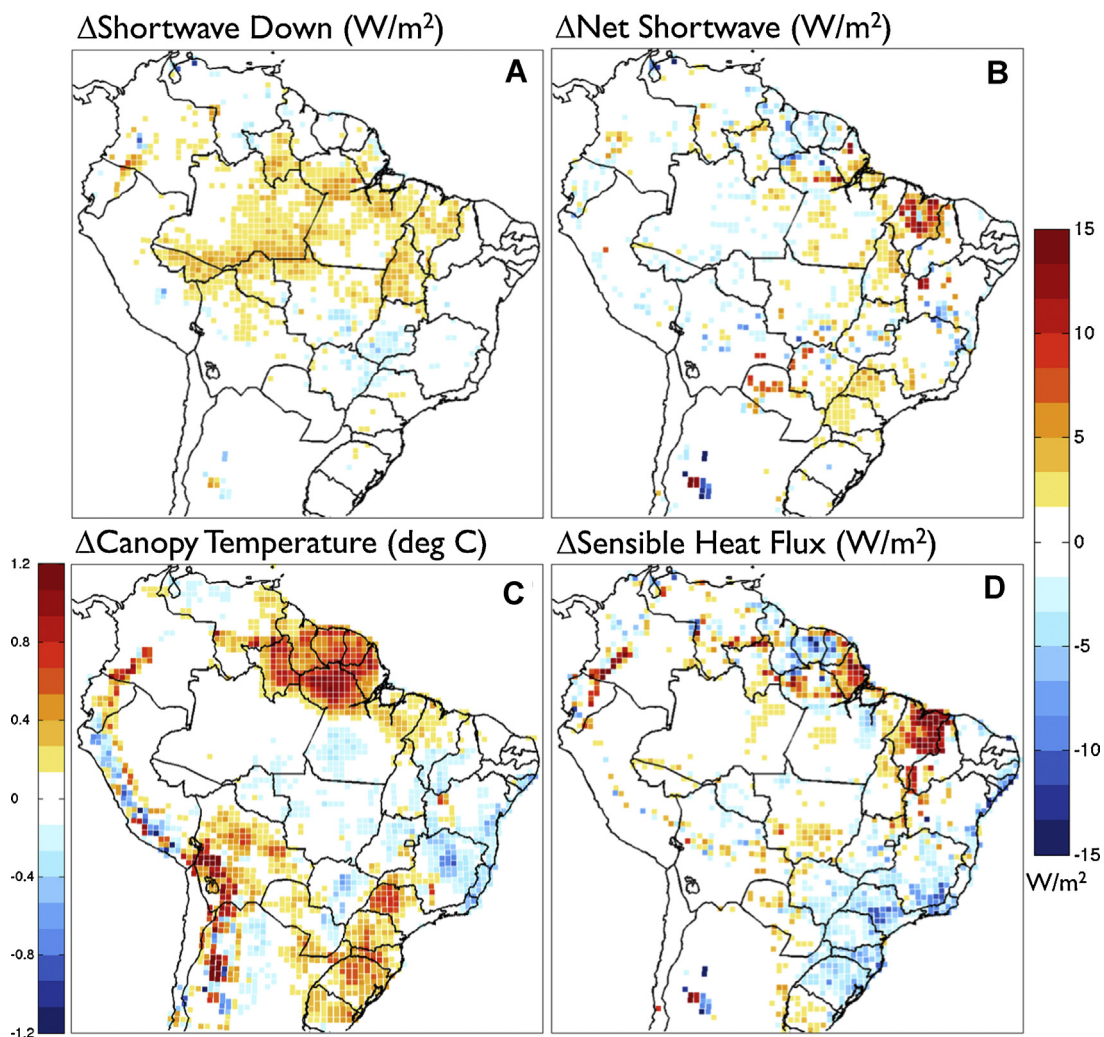 ΔShortwave Down (W/m²)
ΔNet Shortwave (W/m²)
A
B
15
10
5
0
-5
-10
-15
W/m²
ΔCanopy Temperature (deg C)
ΔSensible Heat Flux (W/m²)
1.2
0.8
0.4
0
-0.4
-0.8
-1.2
C
D